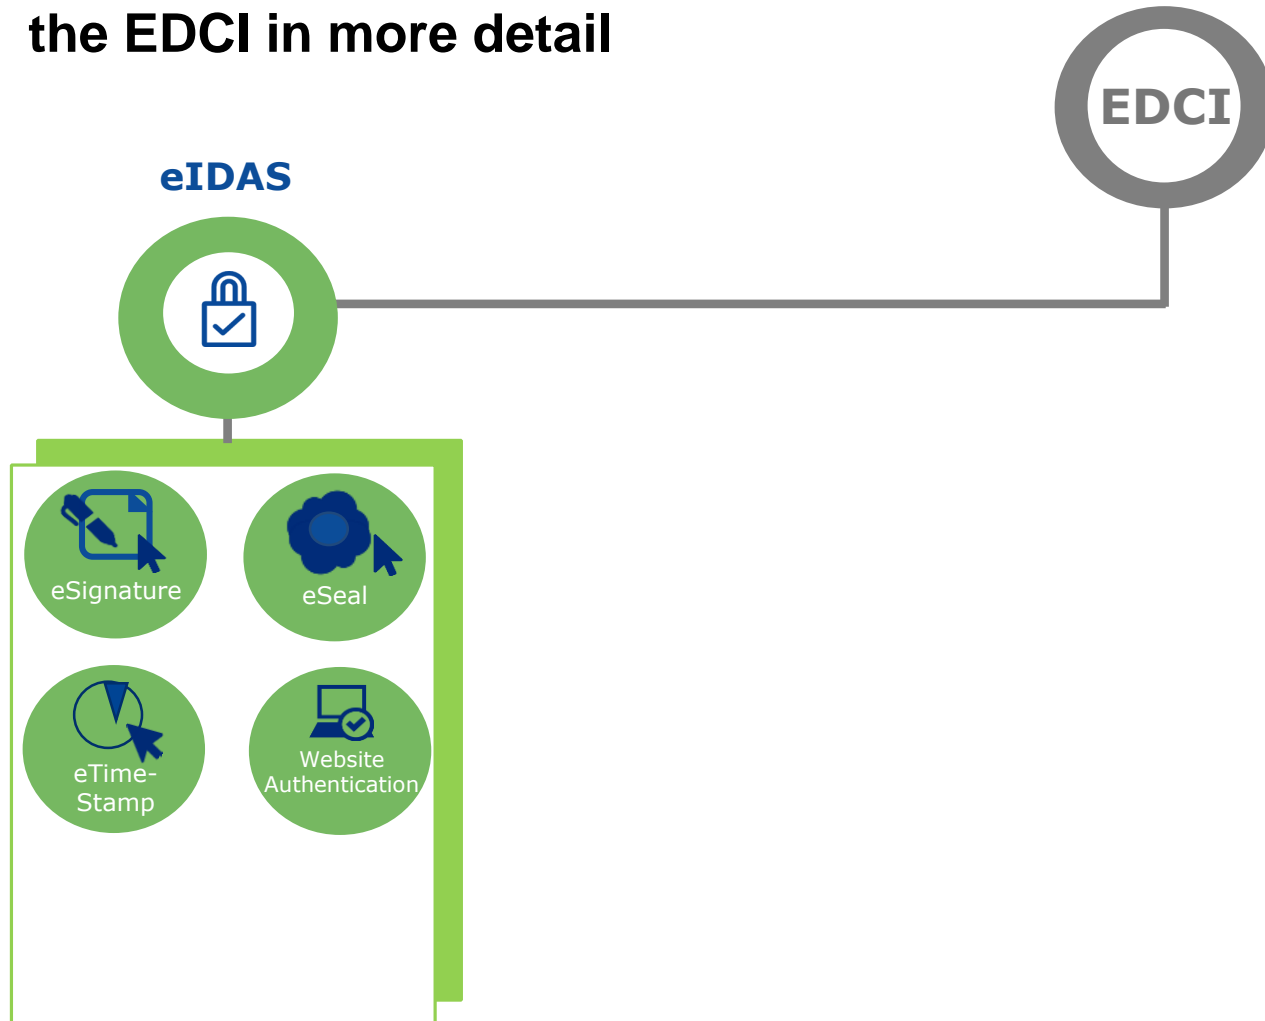 the EDCI in more detail
EDCI
eIDAS
eSignature
eSeal
eTime-
Stamp
Website
Authentication